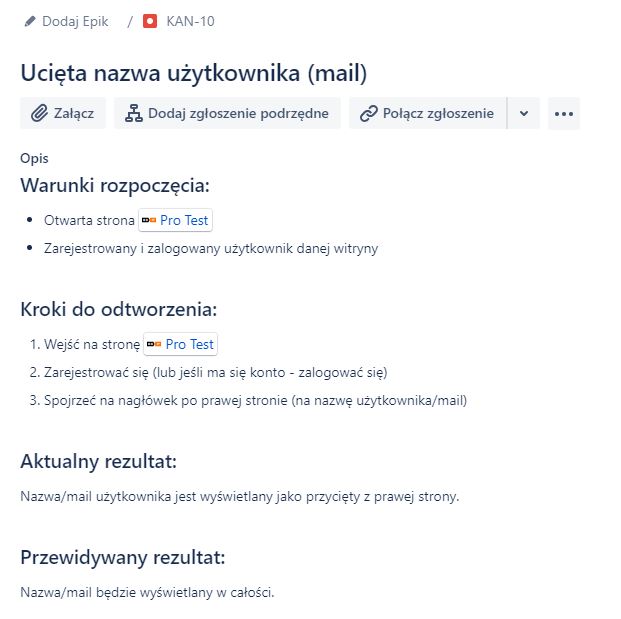 Dodaj Epik / KAN-10
Ucięta nazwa użytkownika (mail)
Załącz Dodaj zgłoszenie podrzędne Połącz zgłoszenie
Opis
Warunki rozpoczęcia:
• Otwarta strona Pro Test
• Zarejestrowany i zalogowany użytkownik danej witryny
Kroki do odtworzenia:
1. Wejść na stronę Pro Test
2. Zarejestrować się (lub jeśli ma się konto - zalogować się)
3. Spojrzeć na nagłówek po prawej stronie (na nazwę użytkownika/mail)
Aktualny rezultat:
Nazwa/mail użytkownika jest wyświetlany jako przycięty z prawej strony.
Przewidywany rezultat:
Nazwa/mail będzie wyświetlany w całości.